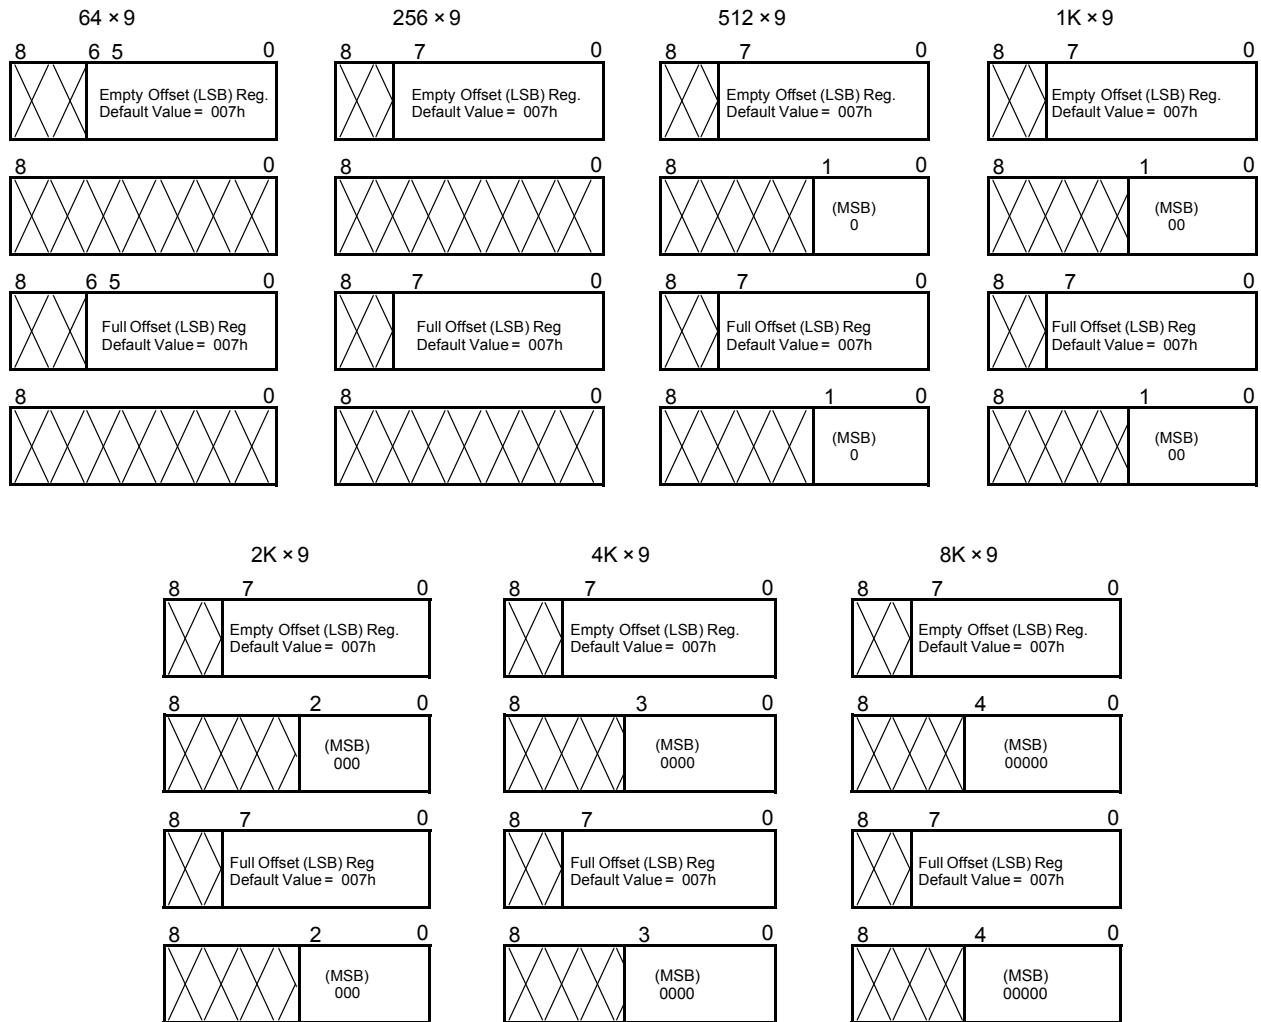 64 × 9 256 × 9 512 × 9 1K × 9
8 6 5 0 8 7 0 8 7 0 8 7 0
Empty Offset (LSB) Reg. Empty Offset (LSB) Reg. Empty Offset (LSB) Reg. Empty Offset (LSB) Reg.
Default Value = 007h Default Value = 007h Default Value = 007h Default Value = 007h
8 0 8 0 8 1 0 8 1 0
(MSB) (MSB)
0 00
8 6 5 0 8 7 0 8 7 0 8 7 0
Full Offset (LSB) Reg Full Offset (LSB) Reg Full Offset (LSB) Reg Full Offset (LSB) Reg
Default Value = 007h Default Value = 007h Default Value = 007h Default Value = 007h
8 0 8 0 8 1 0 8 1 0
(MSB) (MSB)
0 00
2K × 9 4K × 9 8K × 9
8 7 0 8 7 0 8 7 0
Empty Offset (LSB) Reg. Empty Offset (LSB) Reg. Empty Offset (LSB) Reg.
Default Value = 007h Default Value = 007h Default Value = 007h
8 2 0 8 3 0 8 4 0
(MSB) (MSB) (MSB)
000 0000 00000
8 7 0 8 7 0 8 7 0
Full Offset (LSB) Reg Full Offset (LSB) Reg Full Offset (LSB) Reg
Default Value = 007h Default Value = 007h Default Value = 007h
8 2 0 8 3 0 8 4 0
(MSB) (MSB) (MSB)
000 0000 00000